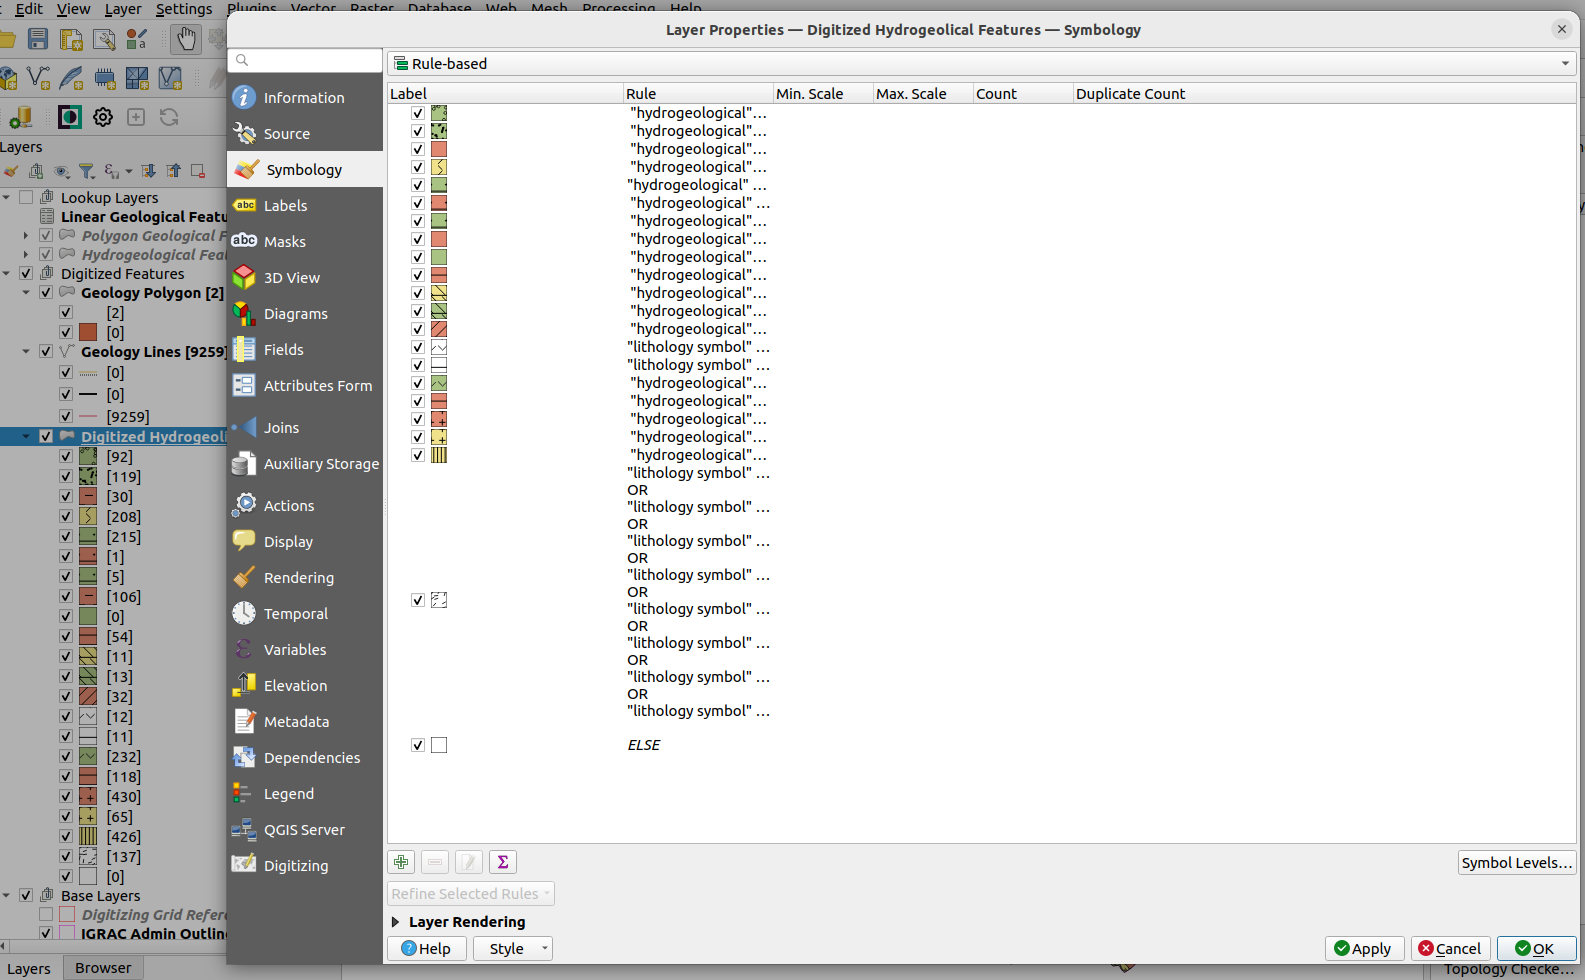 Edit View Layer Settings Plugins Vector Raster Database Web Mesh Processing Help
Layer Properties — Digitized Hydrogeolical Features — Symbology
Layers
Lookup Layers
Linear Geological Featu
Polygon Geological F
Hydrogeological Fea
Digitized Features
Geology Polygon [2]
[2]
[0]
Geology Lines [9259]
[0]
[0]
[9259]
Digitized Hydrogeoli
[92]
[119]
[30]
[208]
[215]
[1]
[5]
[106]
[0]
[54]
[11]
[13]
[32]
[12]
[11]
[232]
[118]
[430]
[65]
[426]
[137]
[0]
Base Layers
Digitizing Grid Refere
IGRAC Admin Outlin
Layers Browser
Information
Source
Symbology
abc Labels
abc Masks
3D View
Diagrams
Fields
Attributes Form
Joins
Auxiliary Storage
Actions
Display
Rendering
Temporal
Variables
Elevation
Metadata
Dependencies
Legend
QGIS Server
Digitizing
Rule-based
Label Rule Min. Scale Max. Scale Count Duplicate Count
"hydrogeological"…
"hydrogeological"…
"hydrogeological"…
"hydrogeological"…
"hydrogeological" …
"hydrogeological" …
"hydrogeological"…
"hydrogeological"…
"hydrogeological"…
"hydrogeological"…
"hydrogeological"…
"hydrogeological"…
"hydrogeological"…
"lithology symbol" …
"lithology symbol" …
"hydrogeological"…
"hydrogeological"…
"hydrogeological"…
"hydrogeological"…
"hydrogeological"…
"lithology symbol" …
OR
"lithology symbol" …
OR
"lithology symbol" …
OR
"lithology symbol" …
OR
"lithology symbol" …
OR
"lithology symbol" …
OR
"lithology symbol" …
OR
"lithology symbol" …
ELSE
Σ
Symbol Levels…
Refine Selected Rules
Layer Rendering
Help Style Apply Cancel OK
Topology Checke…